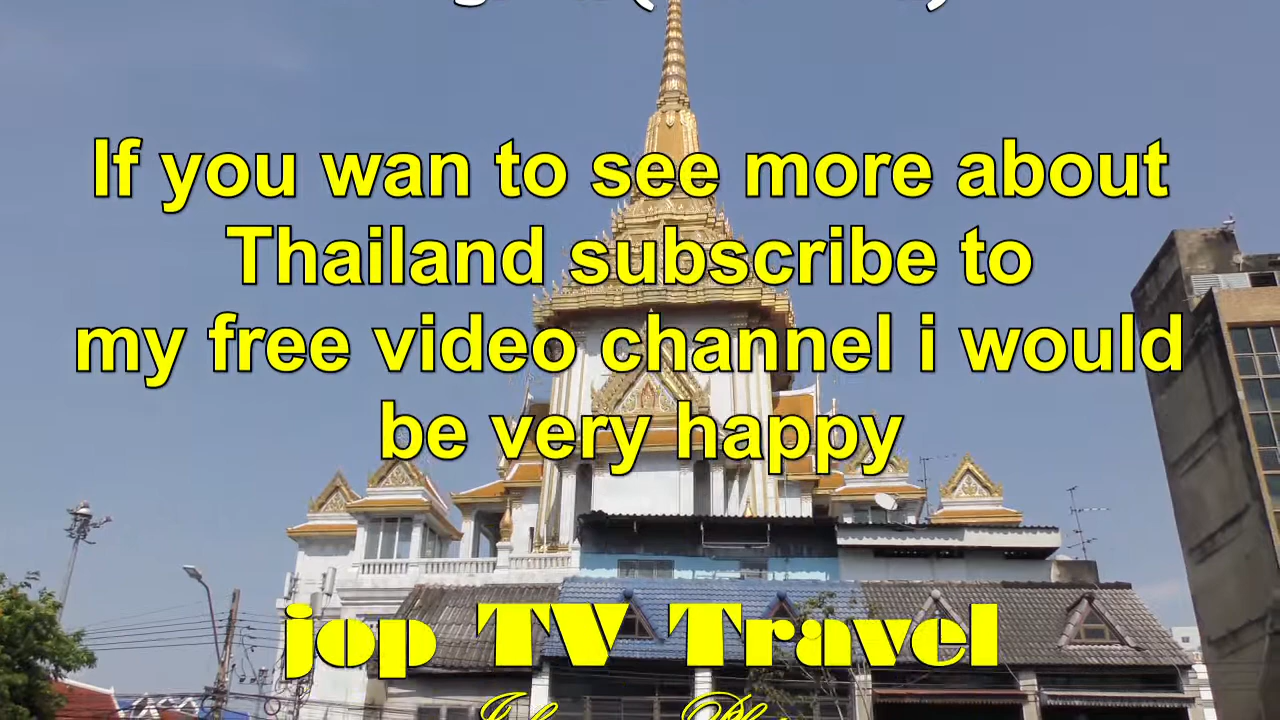 If you wan to see more about
Thailand subscribe to
my free video channel i would
be very happy
jop TV Travel